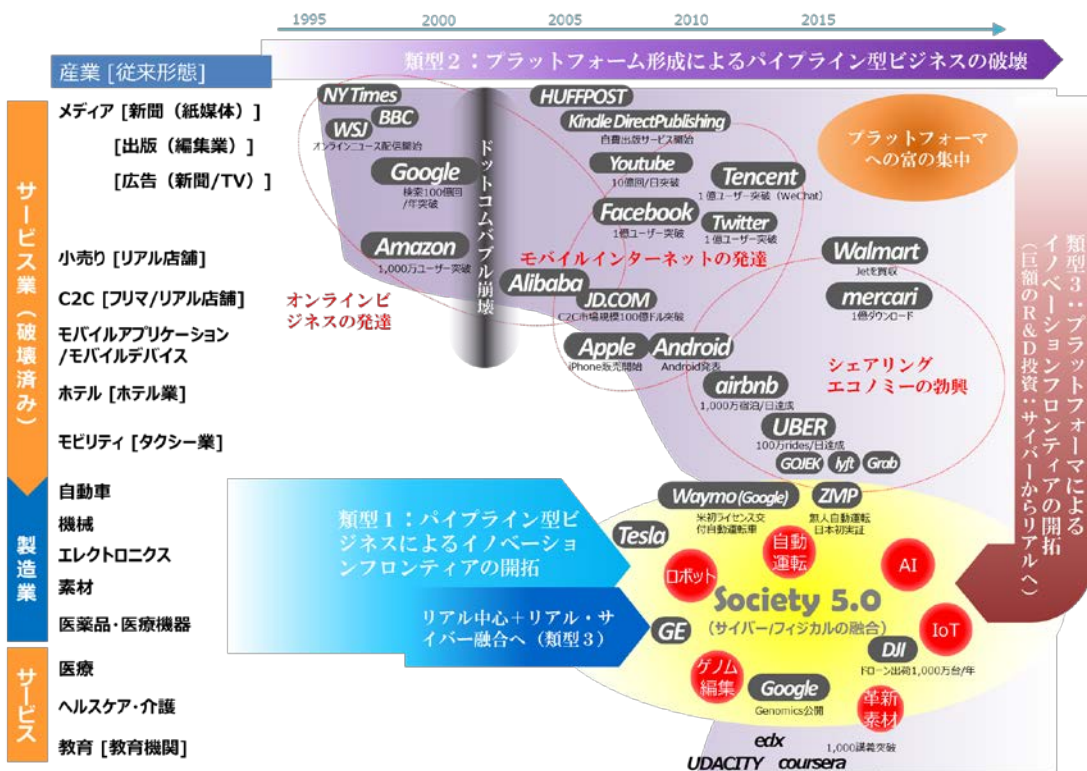 1995 2000 2005 2010 2015
類型2:プラットフォーム形成によるパイプライン型ビジネスの破壊
産業 [従来形態]
サービス業(破壊済み)
製造業
サービス
メディア [新聞(紙媒体)]
[出版(編集業)]
[広告(新聞/TV)]
小売り [リアル店舗]
C2C [フリマ/リアル店舗]
モバイルアプリケーション
/モバイルデバイス
ホテル [ホテル業]
モビリティ [タクシー業]
自動車
機械
エレクトロニクス
素材
医薬品・医療機器
医療
ヘルスケア・介護
教育 [教育機関]
NY Times
BBC
WSJ
オンラインニュース配信開始
Google
検索100億回
/年突破
Amazon
1,000万ユーザー突破
オンラインビ
ジネスの発達
ドットコムバブル崩壊
HUFFPOST
Kindle DirectPublishing
自費出版サービス開始
Youtube
10億回/日突破
Tencent
1億ユーザー突破(WeChat)
Facebook
1億ユーザー突破
Twitter
1億ユーザー突破
モバイルインターネットの発達
Alibaba
JD.COM
C2C市場規模100億ドル突破
Apple
iPhone販売開始
Android
Android発表
プラットフォーマ
への富の集中
Walmart
Jetを買収
mercari
1億ダウンロード
シェアリング
エコノミーの勃興
airbnb
1,000万宿泊/日達成
UBER
100万rides/日達成
GOJEK
lyft
Grab
類型3:プラットフォーマによる
イノベーションフロンティアの開拓
(巨額のR&D投資:サイバーからリアルへ)
類型1:パイプライン型ビ
ジネスによるイノベーショ
ンフロンティアの開拓
リアル中心+リアル・サ
イバー融合へ(類型3)
Waymo (Google)
米初ライセンス交
付自動運転車
ZMP
無人自動運転
日本初実証
Tesla
ロボット
自動
運転
AI
Society 5.0
(サイバー/フィジカルの融合)
IoT
GE
DJI
ドローン出荷1,000万台/年
ゲノム
編集
Google
Genomics公開
革新
素材
edx
1,000講義突破
UDACITY
coursera